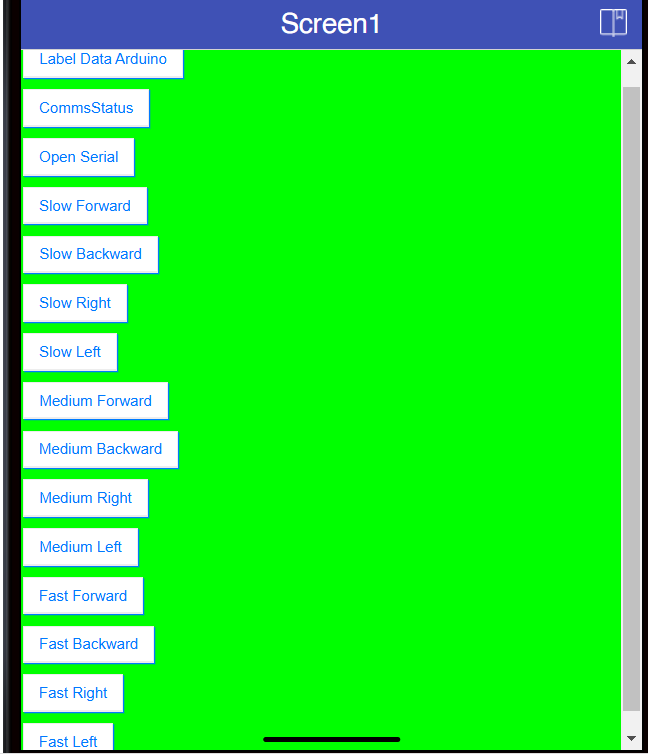 Screen1
Label Data Arduino
CommsStatus
Open Serial
Slow Forward
Slow Backward
Slow Right
Slow Left
Medium Forward
Medium Backward
Medium Right
Medium Left
Fast Forward
Fast Backward
Fast Right
Fast Left